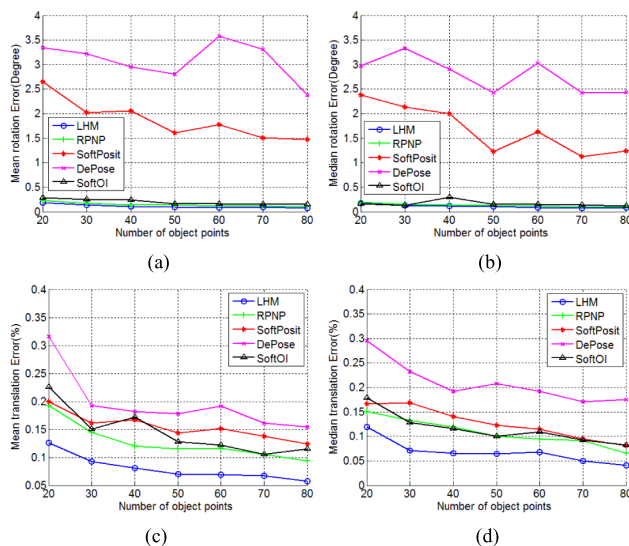 4
3.5
3
2.5
2
1.5
1
0.5
0
Mean rotation Error(Degree)
LHM
RPNP
SoftPosit
DePose
SoftOI
20 30 40 50 60 70 80
Number of object points
(a)
4
3.5
3
2.5
2
1.5
1
0.5
0
Median rotation Error(Degree)
LHM
RPNP
SoftPosit
DePose
SoftOI
20 30 40 50 60 70 80
Number of object points
(b)
0.4
0.35
0.3
0.25
0.2
0.15
0.1
0.05
Mean translation Error(%)
LHM
RPNP
SoftPosit
DePose
SoftOI
20 30 40 50 60 70 80
Number of object points
(c)
0.4
0.35
0.3
0.25
0.2
0.15
0.1
0.05
0
Median translation Error(%)
LHM
RPNP
SoftPosit
DePose
SoftOI
20 30 40 50 60 70 80
Number of object points
(d)